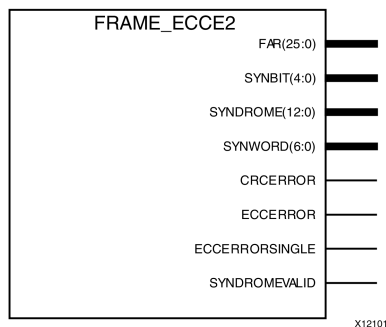 FRAME_ECCE2
FAR(25:0)
SYNBIT(4:0)
SYNDROME(12:0)
SYNWORD(6:0)
CRCERROR
ECCERROR
ECCERRORSINGLE
SYNDROMEVALID
X12101